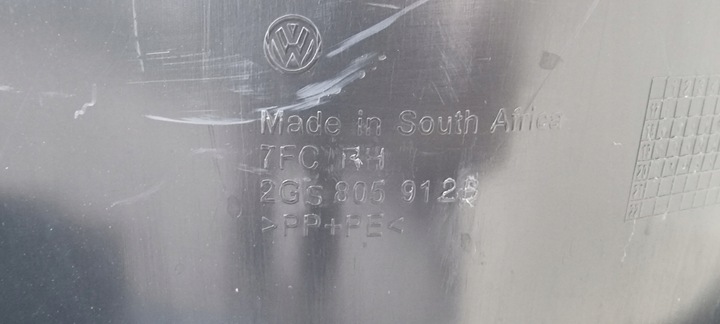 Made in South Africa
7FC RH
2GS 805 912
>PP+PE<